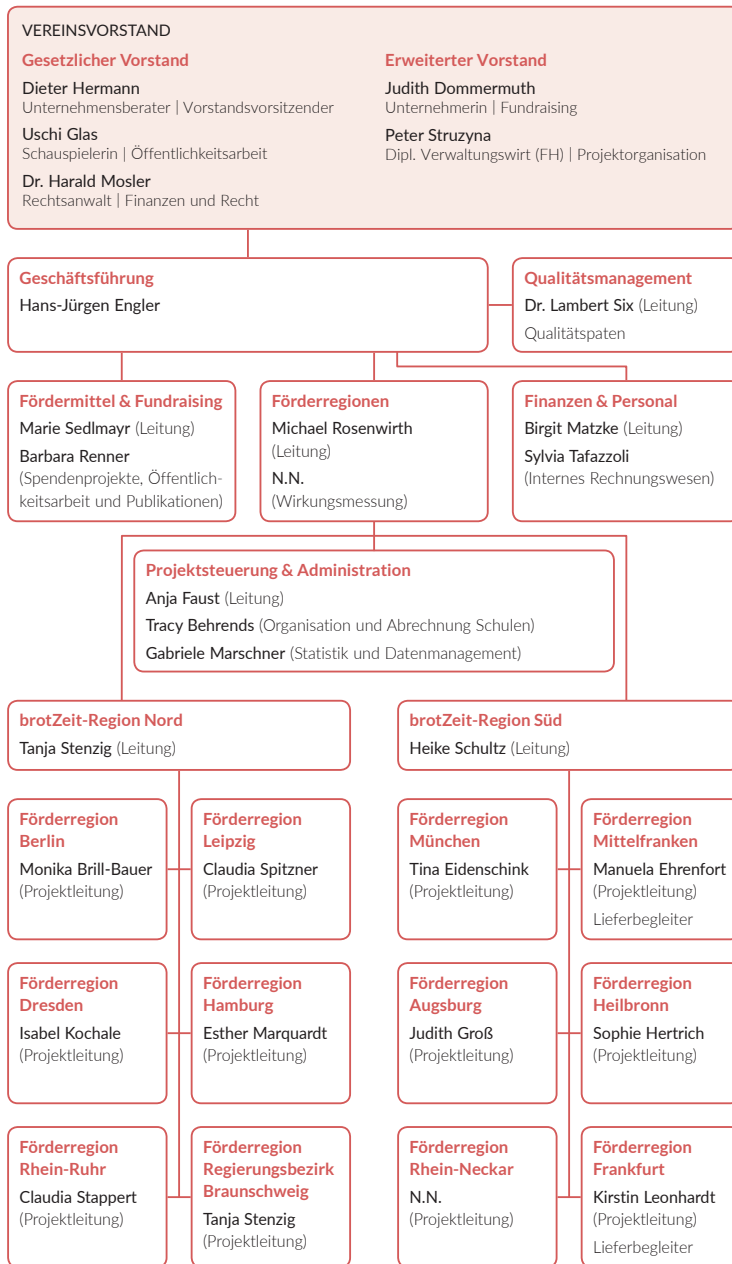 VEREINSVORSTAND
Gesetzlicher Vorstand
Dieter Hermann
Unternehmensberater | Vorstandsvorsitzender
Uschi Glas
Schauspielerin | Öffentlichkeitsarbeit
Dr. Harald Mosler
Rechtsanwalt | Finanzen und Recht
Erweiterter Vorstand
Judith Dommermuth
Unternehmerin | Fundraising
Peter Struzyna
Dipl. Verwaltungswirt (FH) | Projektorganisation
Geschäftsführung
Hans-Jürgen Engler
Qualitätsmanagement
Dr. Lambert Six (Leitung)
Qualitätspaten
Fördermittel & Fundraising
Marie Sedlmayr (Leitung)
Barbara Renner
(Spendenprojekte, Öffentlich-
keitsarbeit und Publikationen)
Förderregionen
Michael Rosenwirth
(Leitung)
N.N.
(Wirkungsmessung)
Finanzen & Personal
Birgit Matzke (Leitung)
Sylvia Tafazzoli
(Internes Rechnungswesen)
Projektsteuerung & Administration
Anja Faust (Leitung)
Tracy Behrends (Organisation und Abrechnung Schulen)
Gabriele Marschner (Statistik und Datenmanagement)
brotZeit-Region Nord
Tanja Stenzig (Leitung)
brotZeit-Region Süd
Heike Schultz (Leitung)
Förderregion
Berlin
Monika Brill-Bauer
(Projektleitung)
Förderregion
Leipzig
Claudia Spitzner
(Projektleitung)
Förderregion
München
Tina Eidenschink
(Projektleitung)
Förderregion
Mittelfranken
Manuela Ehrenfort
(Projektleitung)
Lieferbegleiter
Förderregion
Dresden
Isabel Kochale
(Projektleitung)
Förderregion
Hamburg
Esther Marquardt
(Projektleitung)
Förderregion
Augsburg
Judith Groß
(Projektleitung)
Förderregion
Heilbronn
Sophie Hertrich
(Projektleitung)
Förderregion
Rhein-Ruhr
Claudia Stappert
(Projektleitung)
Förderregion
Regierungsbezirk
Braunschweig
Tanja Stenzig
(Projektleitung)
Förderregion
Rhein-Neckar
N.N.
(Projektleitung)
Förderregion
Frankfurt
Kirstin Leonhardt
(Projektleitung)
Lieferbegleiter